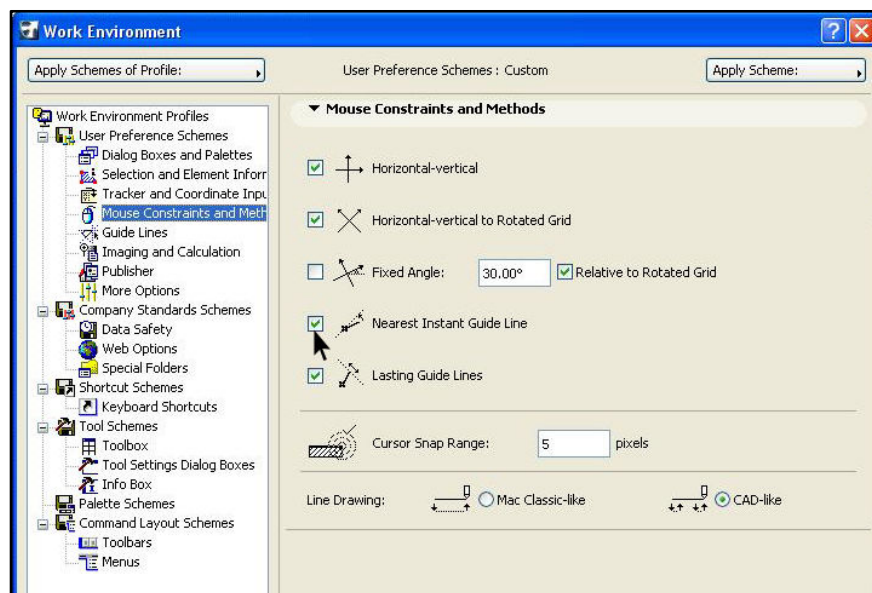 Work Environment
Apply Schemes of Profile:
User Preference Schemes : Custom
Apply Scheme:
Work Environment Profiles
User Preference Schemes
Dialog Boxes and Palettes
Selection and Element Inforr
Tracker and Coordinate Inpu
Mouse Constraints and Meth
Guide Lines
Imaging and Calculation
Publisher
More Options
Company Standards Schemes
Data Safety
Web Options
Special Folders
Shortcut Schemes
Keyboard Shortcuts
Tool Schemes
Toolbox
Tool Settings Dialog Boxes
Info Box
Palette Schemes
Command Layout Schemes
Toolbars
Menus
Mouse Constraints and Methods
Horizontal-vertical
Horizontal-vertical to Rotated Grid
Fixed Angle: 30.00° Relative to Rotated Grid
Nearest Instant Guide Line
Lasting Guide Lines
Cursor Snap Range: 5 pixels
Line Drawing: Mac Classic-like CAD-like